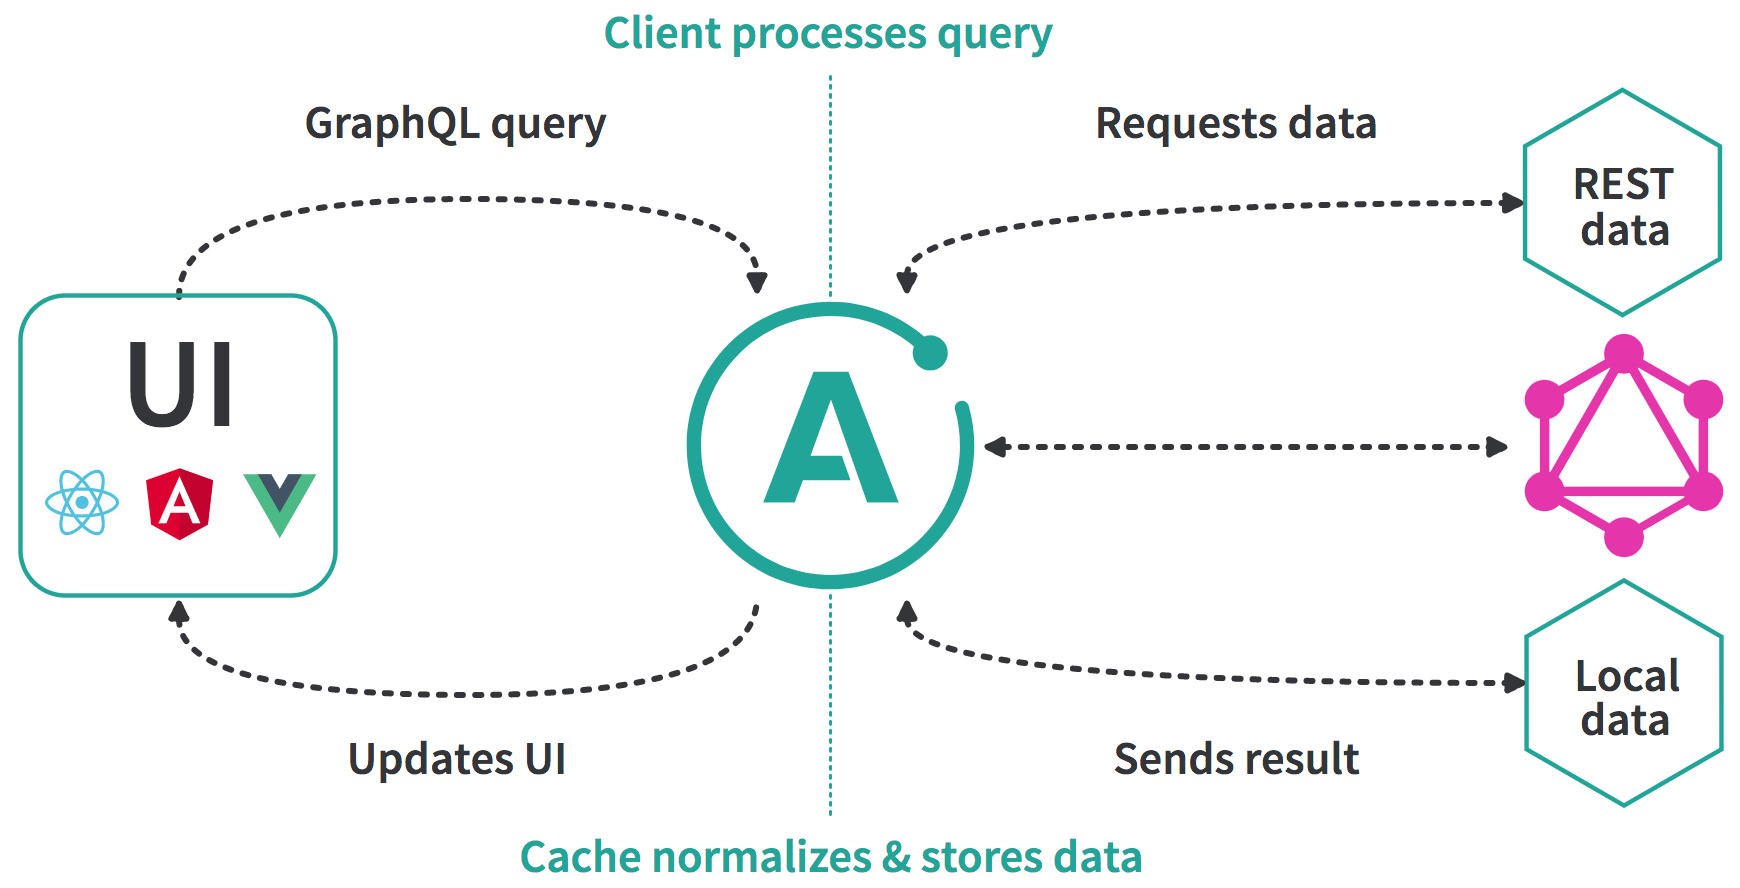 Client processes query
GraphQL query
Requests data
REST
data
UI
A
A
Local
data
Updates UI
Sends result
Cache normalizes & stores data